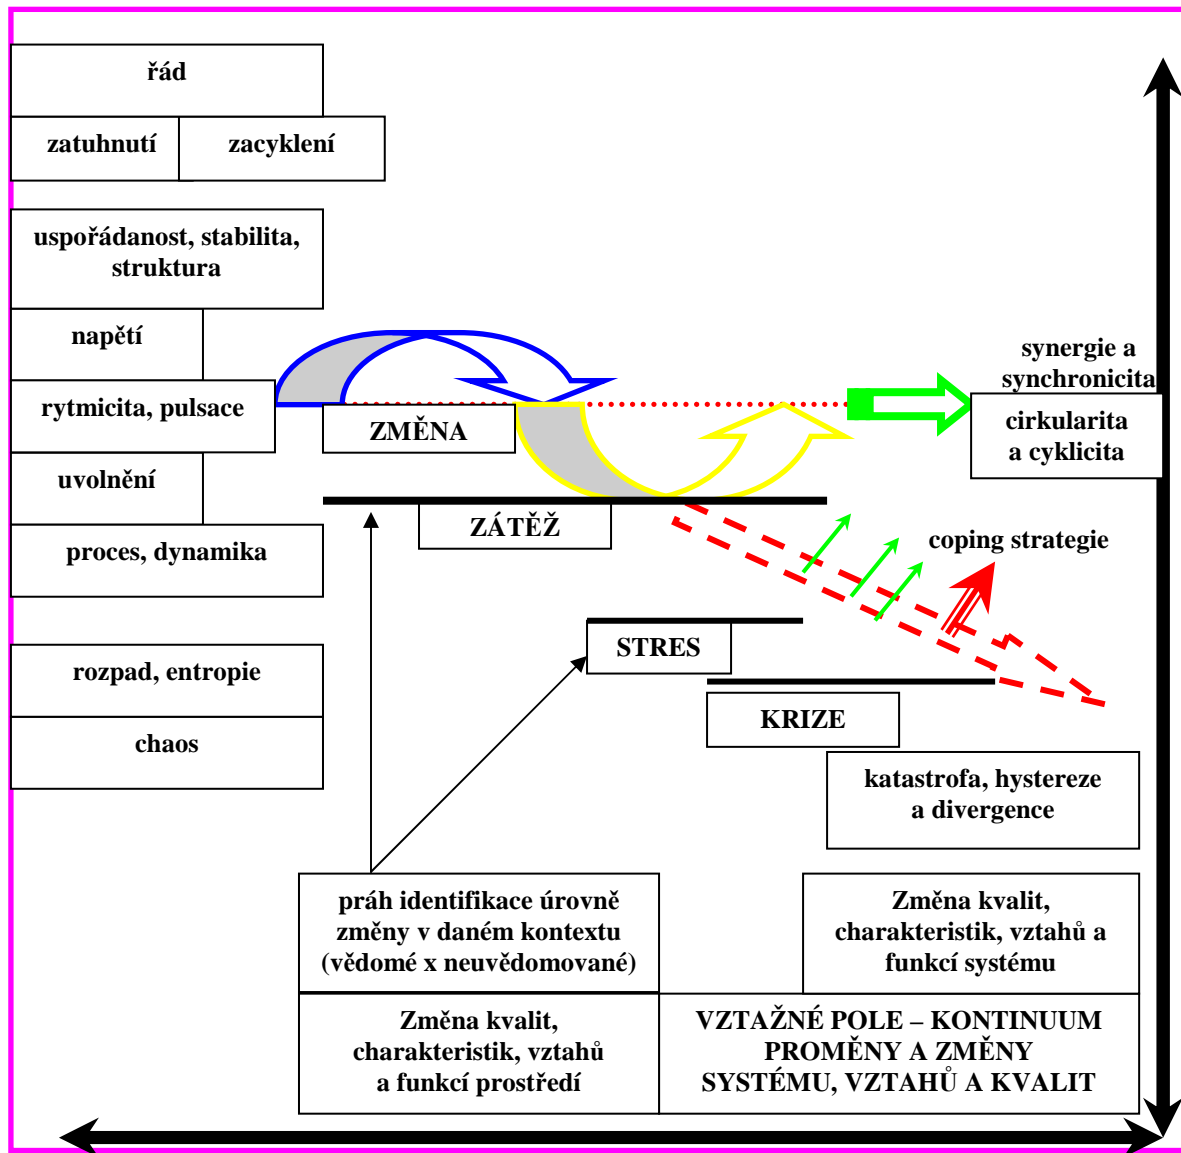 řád
zatuhnutí
zacyklení
uspořádanost, stabilita,
struktura
napětí
rytmicita, pulsace
uvolnění
proces, dynamika
rozpad, entropie
chaos
ZMĚNA
ZÁTĚŽ
STRES
KRIZE
synergie a
synchronicita
cirkularita
a cyklicita
coping strategie
katastrofa, hystereze
a divergence
práh identifikace úrovně
změny v daném kontextu
(vědomé x neuvědomované)
Změna kvalit,
charakteristik, vztahů a
funkcí systému
Změna kvalit,
charakteristik, vztahů
a funkcí prostředí
VZTAŽNÉ POLE – KONTINUUM
PROMĚNY A ZMĚNY
SYSTÉMU, VZTAHŮ A KVALIT